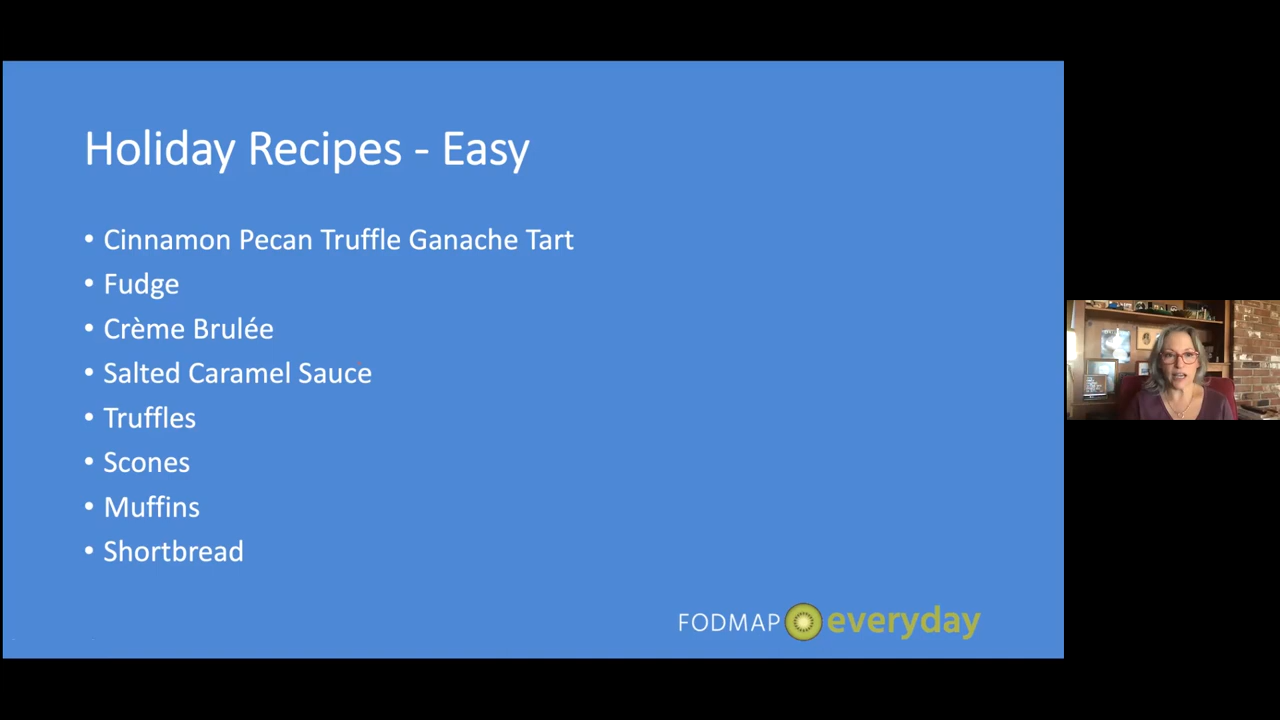 Holiday Recipes - Easy
• Cinnamon Pecan Truffle Ganache Tart
• Fudge
• Crème Brulée
• Salted Caramel Sauce
• Truffles
• Scones
• Muffins
• Shortbread
FODMAP everyday